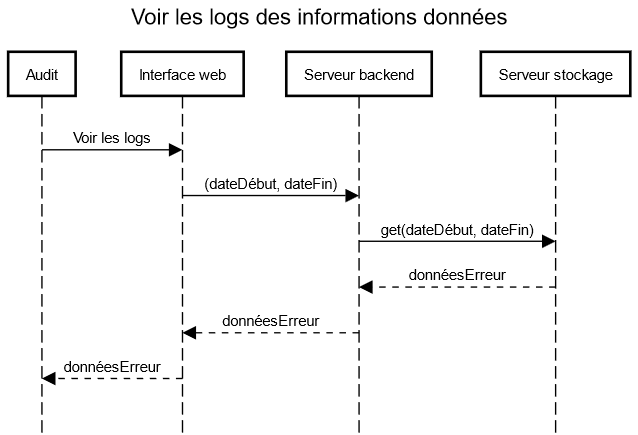 Voir les logs des informations données
Audit
Interface web
Serveur backend
Serveur stockage
Voir les logs
(dateDébut, dateFin)
get(dateDébut, dateFin)
donnéesErreur
donnéesErreur
donnéesErreur